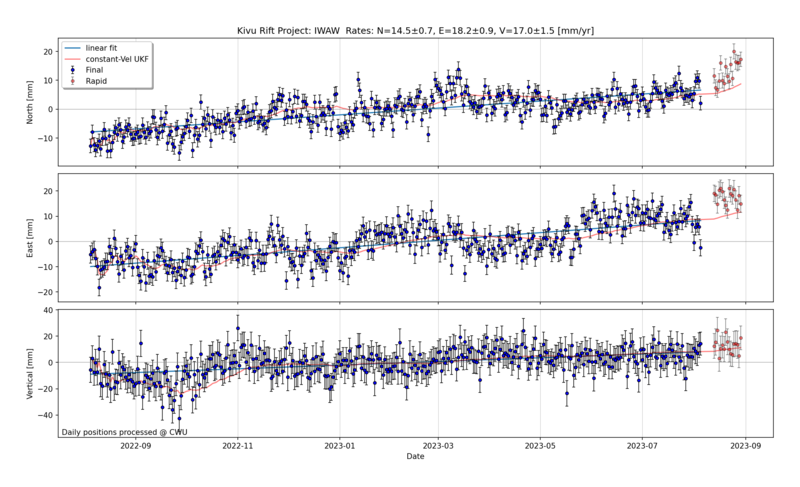 Kivu Rift Project: IWAW  Rates: N=14.5±0.7, E=18.2±0.9, V=17.0±1.5 [mm/yr]
linear fit
constant-Vel UKF
Final
Rapid
North [mm]
20
10
0
−10
East [mm]
20
10
0
−10
−20
Vertical [mm]
40
20
0
−20
−40
Daily positions processed @ CWU
2022-09
2022-11
2023-01
2023-03
2023-05
2023-07
2023-09
Date